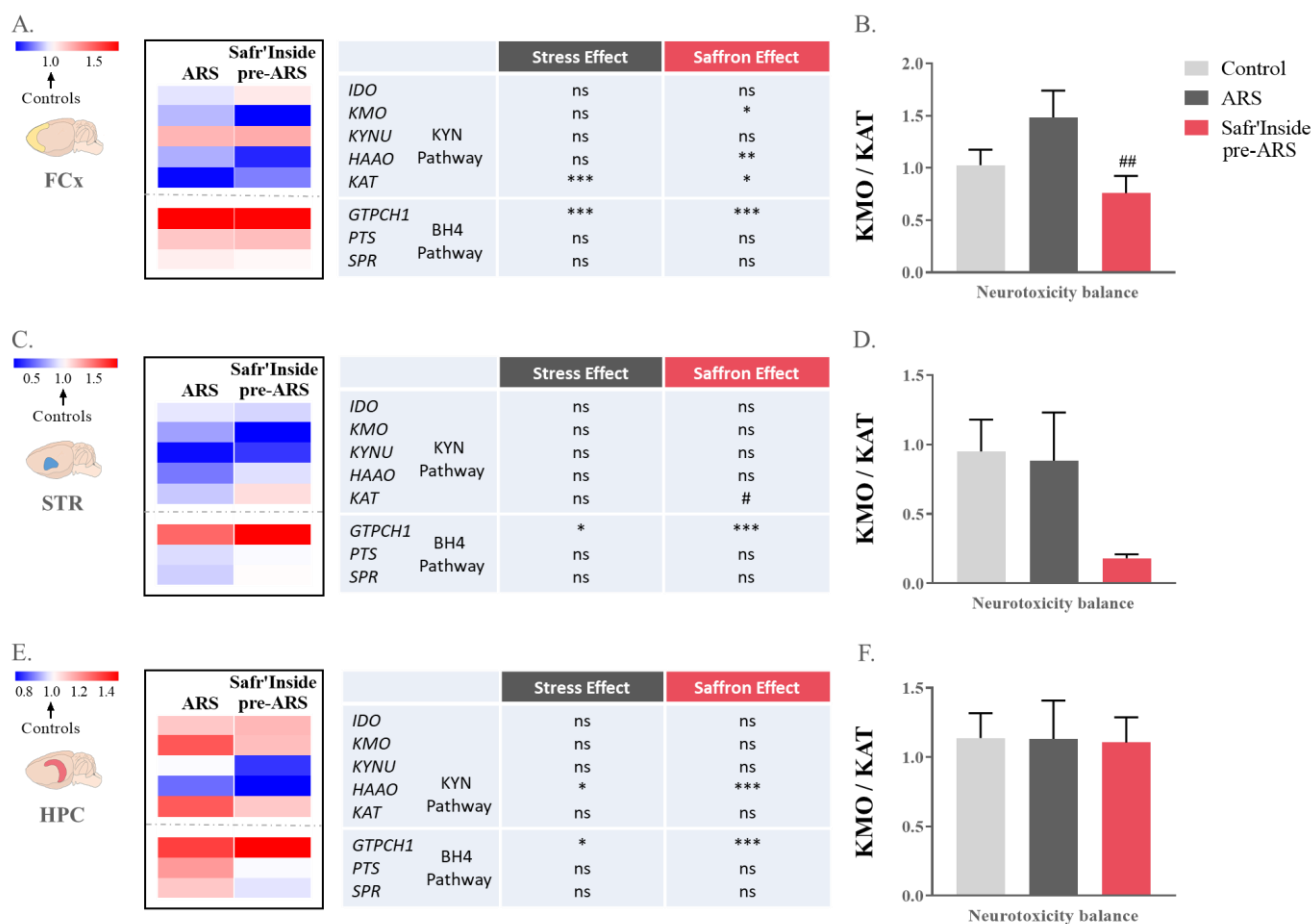 A.
1.0 1.5
Controls
FCx
ARS
Safr'Inside
pre-ARS
Stress Effect Saffron Effect
IDO ns ns
KMO ns *
KYNU ns ns
KYN
Pathway
HAAO ns **
KAT *** *
GTPCH1 *** ***
BH4
Pathway
PTS ns ns
SPR ns ns
B.
KMO / KAT
2.0
1.5
1.0
0.5
0.0
##
Neurotoxicity balance
Control
ARS
Safr'Inside
pre-ARS
C.
0.5 1.0 1.5
Controls
STR
ARS
Safr'Inside
pre-ARS
Stress Effect Saffron Effect
IDO ns ns
KMO ns ns
KYNU ns ns
KYN
Pathway
HAAO ns ns
KAT ns #
GTPCH1 * ***
BH4
Pathway
PTS ns ns
SPR ns ns
D.
KMO / KAT
1.5
1.0
0.5
0.0
Neurotoxicity balance
E.
0.8 1.0 1.2 1.4
Controls
HPC
ARS
Safr'Inside
pre-ARS
Stress Effect Saffron Effect
IDO ns ns
KMO ns ns
KYNU ns ns
KYN
Pathway
HAAO * ***
KAT ns ns
GTPCH1 * ***
BH4
Pathway
PTS ns ns
SPR ns ns
F.
KMO / KAT
1.5
1.0
0.5
0.0
Neurotoxicity balance